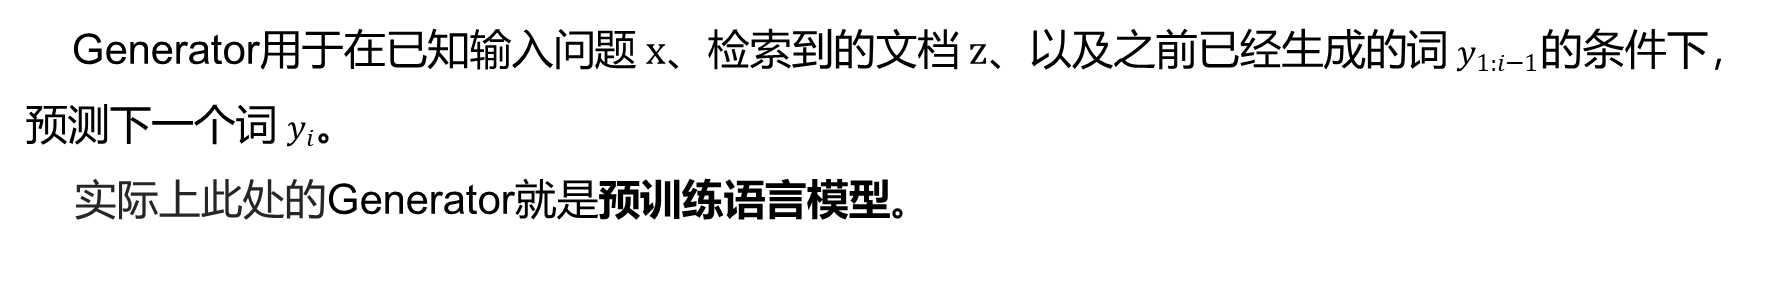 Generator用于在已知输入问题 x、检索到的文档 z、以及之前已经生成的词 y₁:ᵢ₋₁的条件下,
预测下一个词 yᵢ。
实际上此处的Generator就是预训练语言模型。